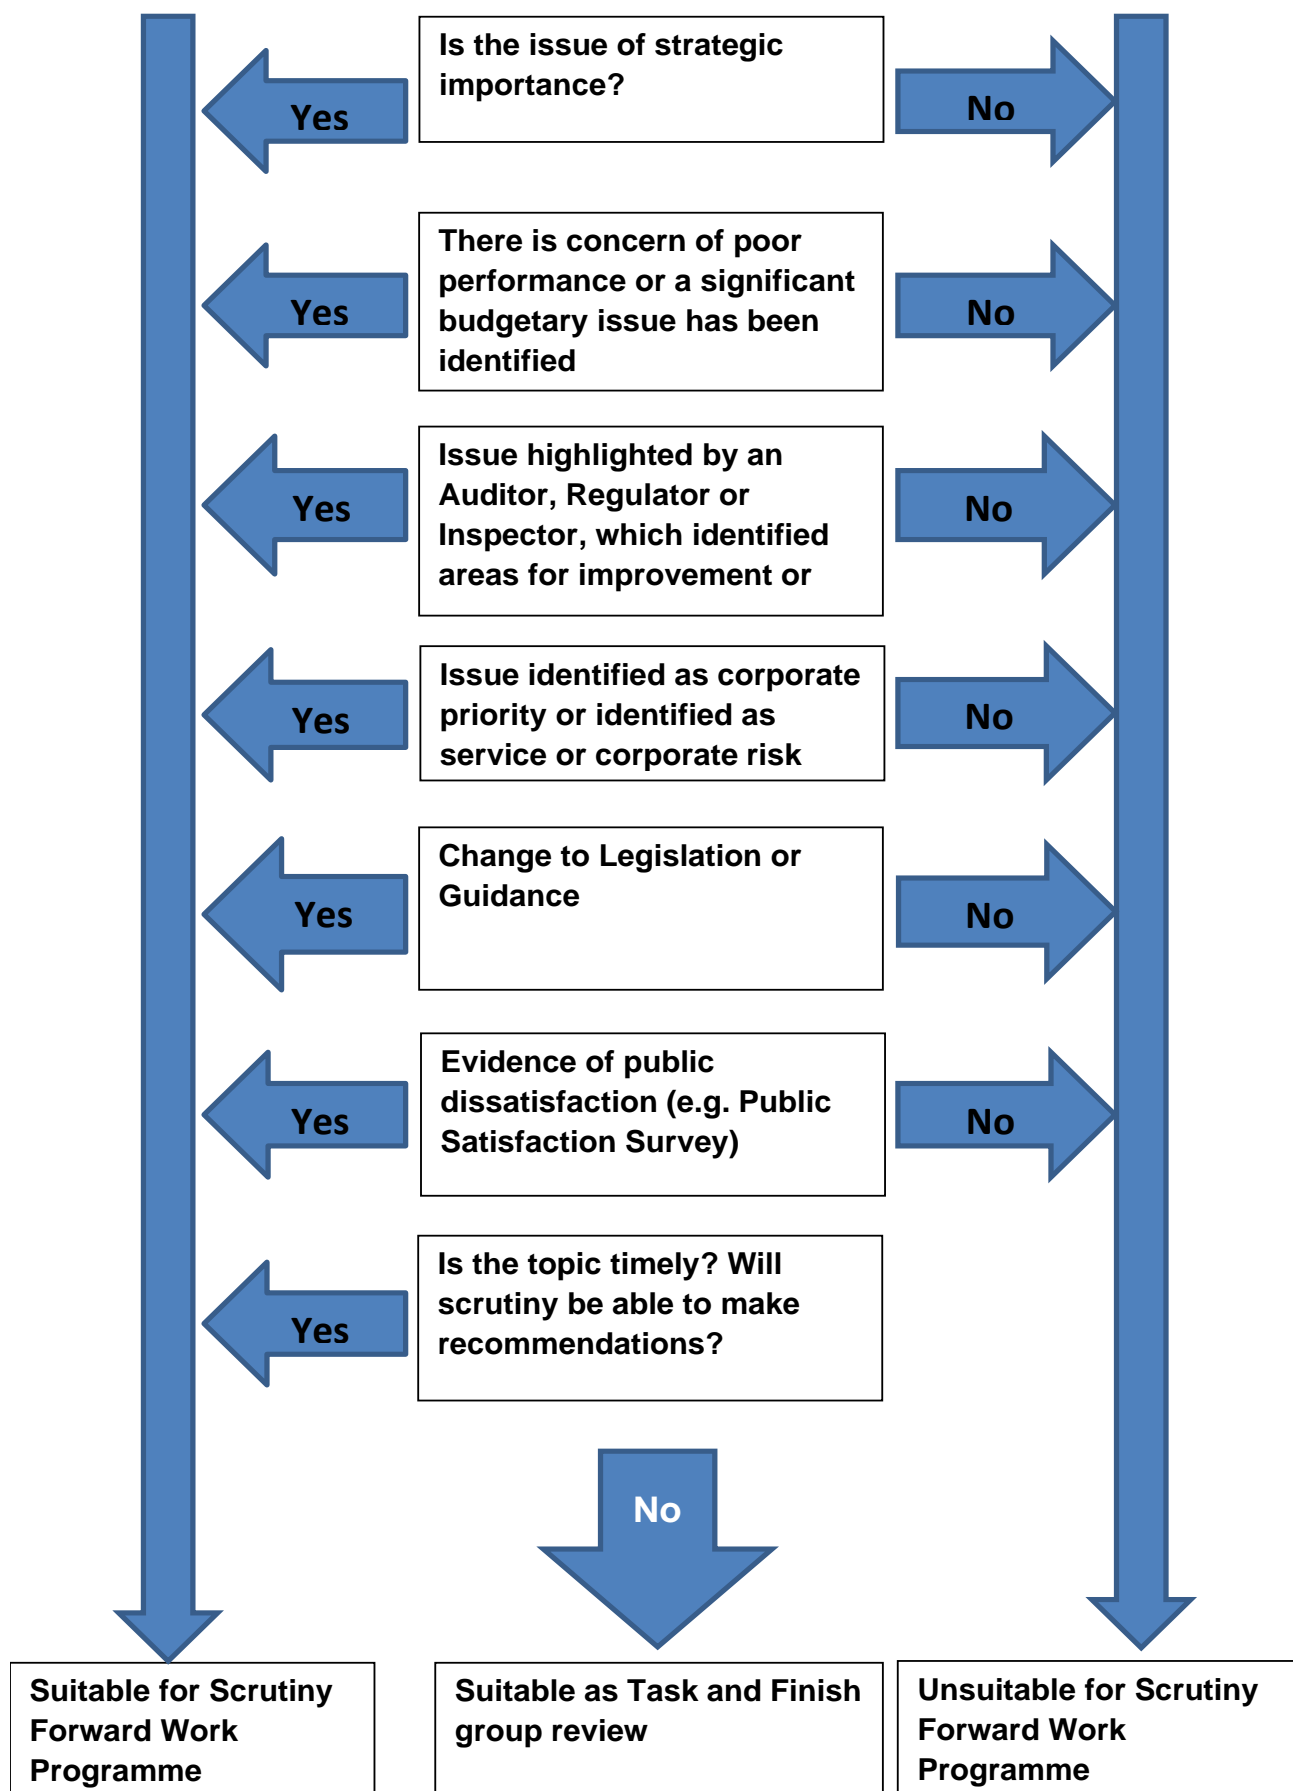 Is the issue of strategic
importance?
Yes
No
There is concern of poor
performance or a significant
budgetary issue has been
identified
Yes
No
Issue highlighted by an
Auditor, Regulator or
Inspector, which identified
areas for improvement or
Yes
No
Issue identified as corporate
priority or identified as
service or corporate risk
Yes
No
Change to Legislation or
Guidance
Yes
No
Evidence of public
dissatisfaction (e.g. Public
Satisfaction Survey)
Yes
No
Is the topic timely? Will
scrutiny be able to make
recommendations?
Yes
No
Suitable for Scrutiny
Forward Work
Programme
Suitable as Task and Finish
group review
Unsuitable for Scrutiny
Forward Work
Programme